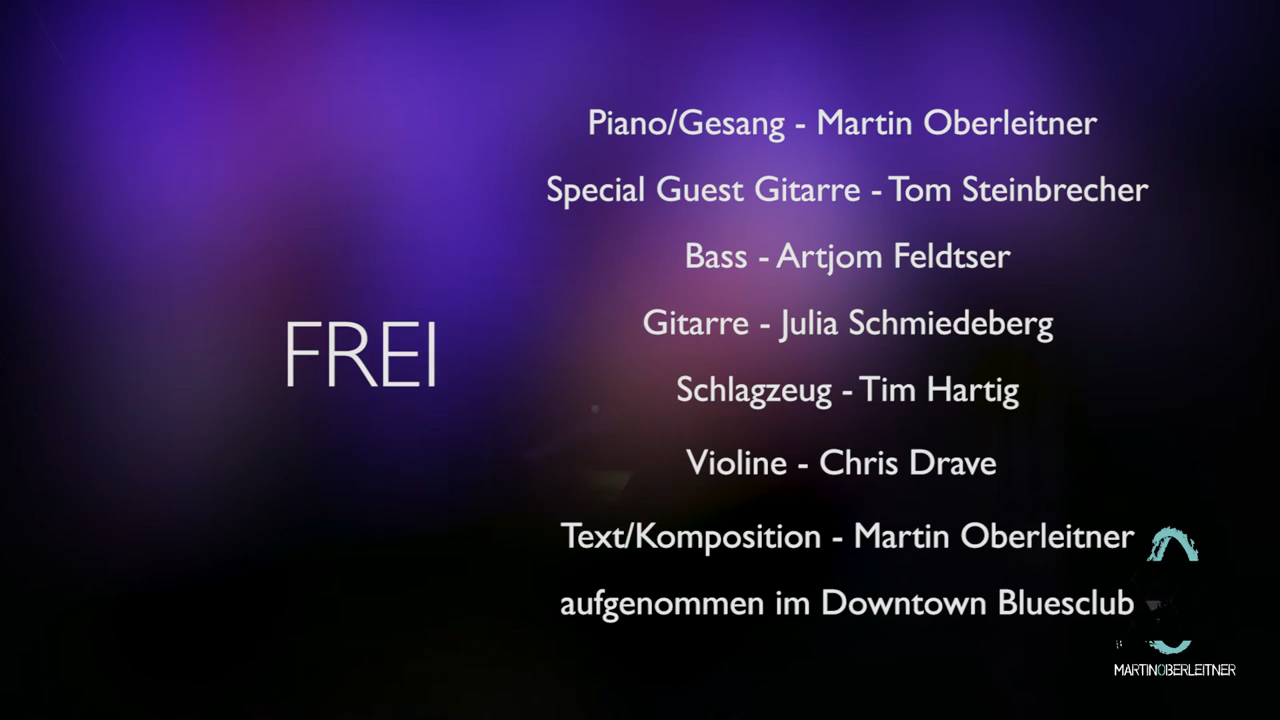 FREI
Piano/Gesang - Martin Oberleitner
Special Guest Gitarre - Tom Steinbrecher
Bass - Artjom Feldtser
Gitarre - Julia Schmiedeberg
Schlagzeug - Tim Hartig
Violine - Chris Drave
Text/Komposition - Martin Oberleitner
aufgenommen im Downtown Bluesclub
MARTINOBERLEITNER